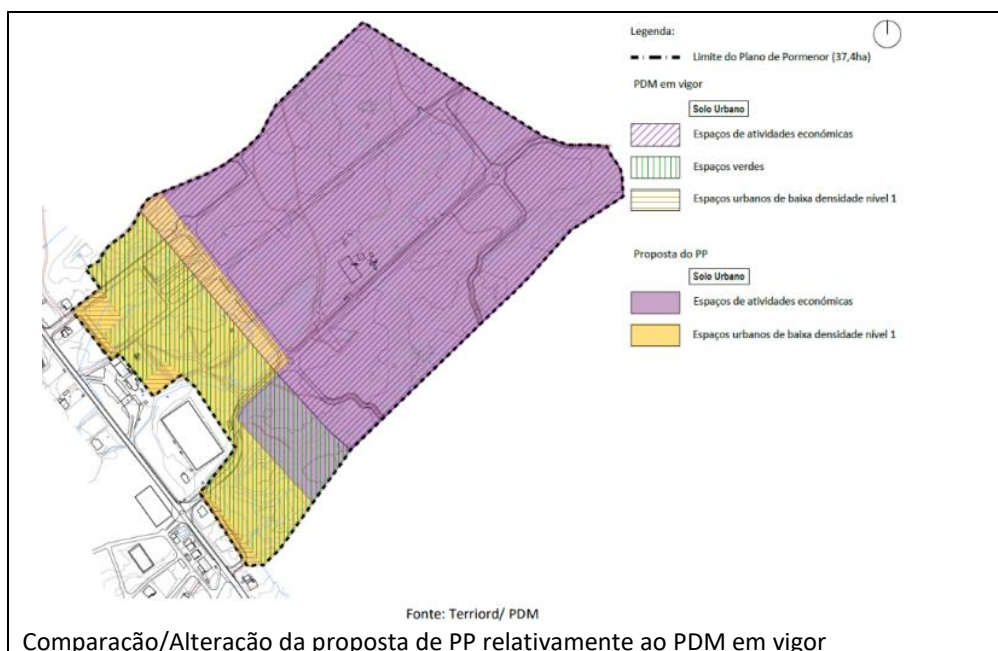 Legenda:
Limite do Plano de Pormenor (37,4ha)
PDM em vigor
Solo Urbano
Espaços de atividades económicas
Espaços verdes
Espaços urbanos de baixa densidade nível 1
Proposta do PP
Solo Urbano
Espaços de atividades económicas
Espaços urbanos de baixa densidade nível 1
Fonte: Terriord/ PDM
Comparação/Alteração da proposta de PP relativamente ao PDM em vigor